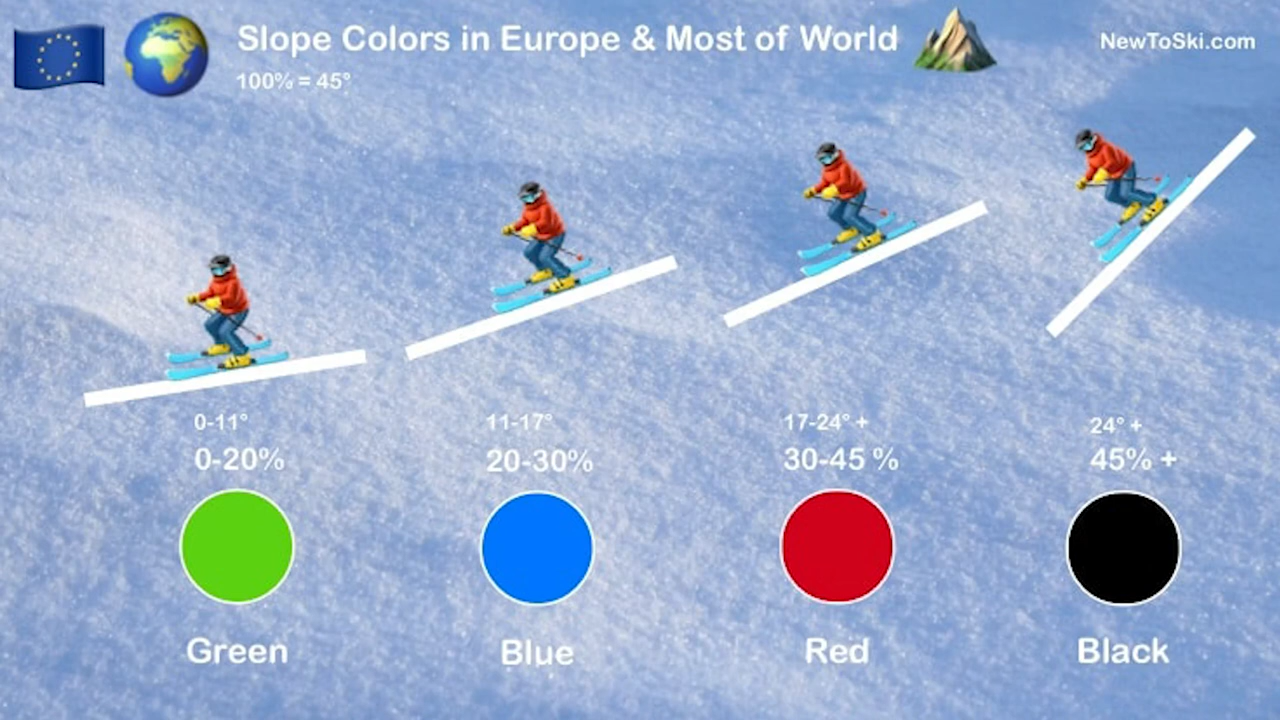 Slope Colors in Europe & Most of World
100% = 45°
NewToSki.com
0-11°
0-20%
Green
11-17°
20-30%
Blue
17-24° +
30-45 %
Red
24° +
45% +
Black